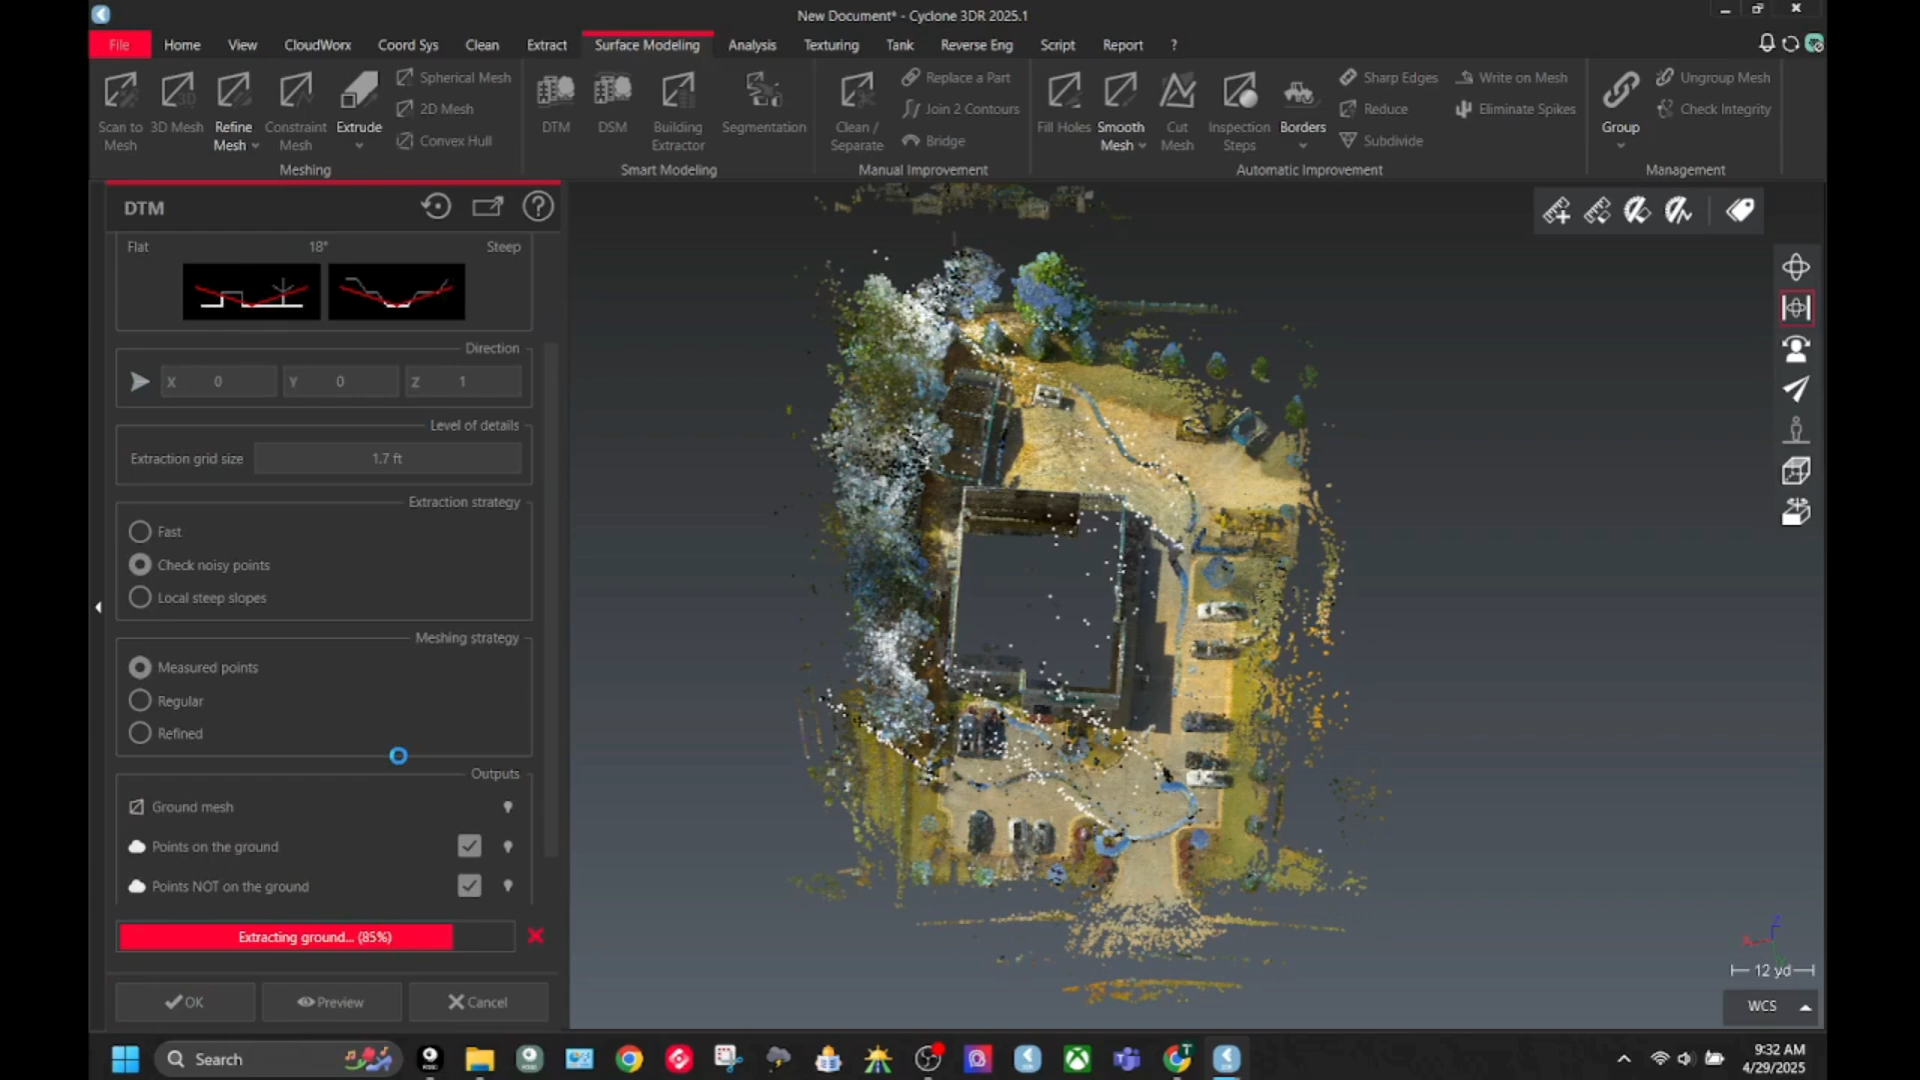 New Document* - Cyclone 3DR 2025.1
File Home View CloudWorx Coord Sys Clean Extract Surface Modeling Analysis Texturing Tank Reverse Eng Script Report ?
Scan to Mesh
3D Mesh
Refine Mesh
Constraint Mesh
Extrude
Spherical Mesh
2D Mesh
Convex Hull
Meshing
DTM
DSM
Building Extractor
Segmentation
Smart Modeling
Clean / Separate
Replace a Part
Join 2 Contours
Bridge
Manual Improvement
Fill Holes
Smooth Mesh
Cut Mesh
Inspection Steps
Borders
Sharp Edges
Reduce
Subdivide
Write on Mesh
Eliminate Spikes
Automatic Improvement
Group
Ungroup Mesh
Check Integrity
Management
DTM
Flat 18° Steep
Direction
X 0 Y 0 Z 1
Level of details
Extraction grid size 1.7 ft
Extraction strategy
Fast
Check noisy points
Local steep slopes
Meshing strategy
Measured points
Regular
Refined
Outputs
Ground mesh
Points on the ground
Points NOT on the ground
Extracting ground... (85%)
OK Preview Cancel
12 yd
WCS
Search
9:32 AM
4/29/2025